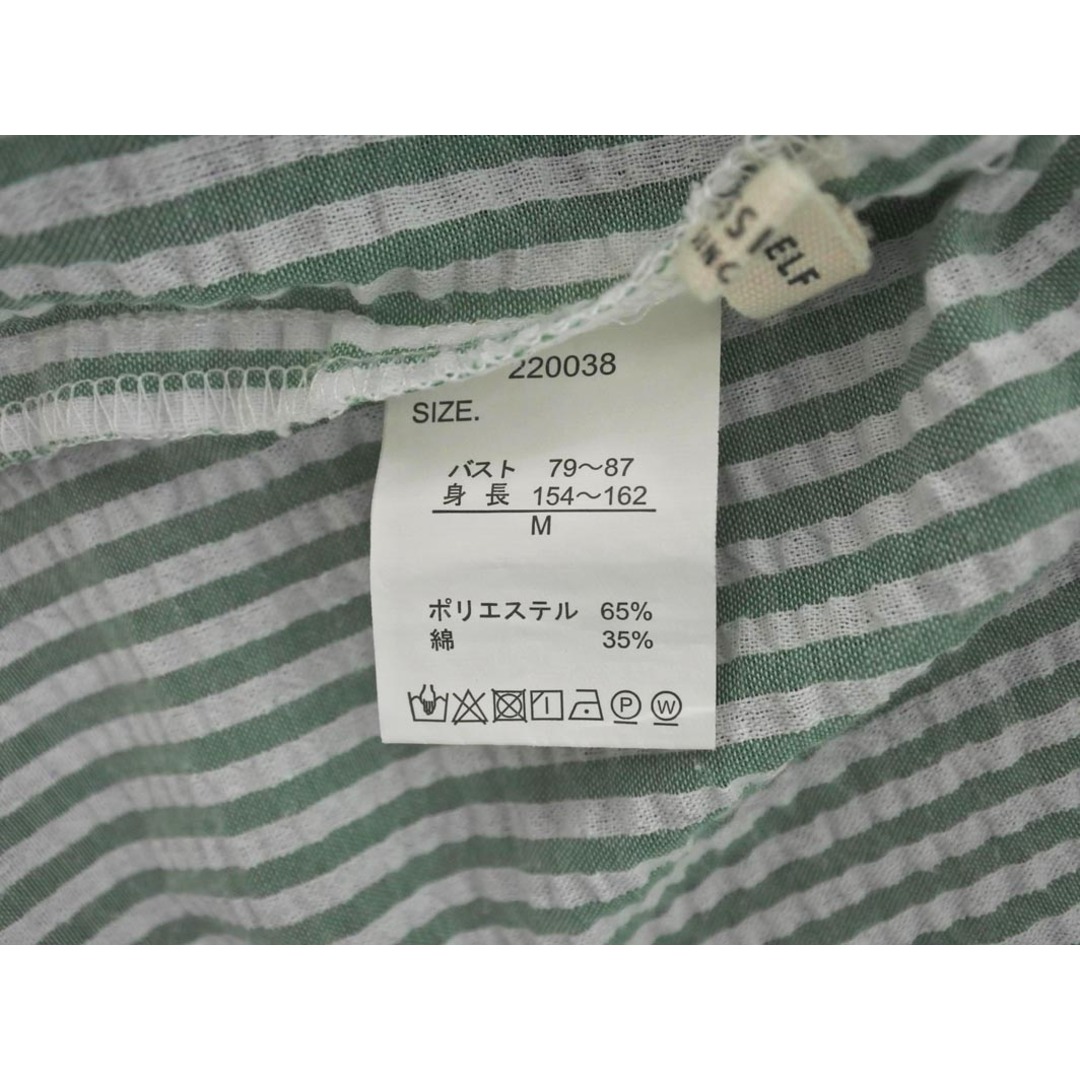 ELF
220038
SIZE.
バスト 79～87
身長 154～162
M
ポリエステル 65%
綿 35%
P W